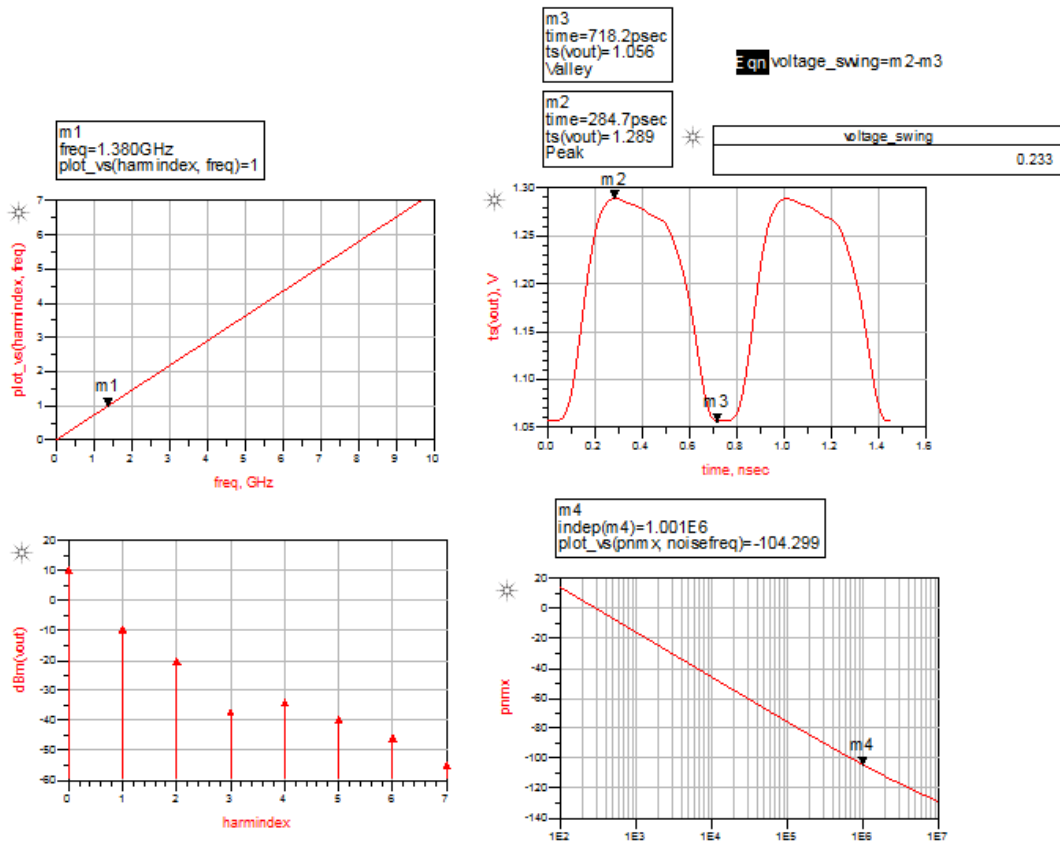 m3
time=718.2psec
ts(vout)=1.056
Valley
Eqn voltage_swing=m2-m3
m2
time=284.7psec
ts(vout)=1.289
Peak
voltage_swing
0.233
m1
freq=1.380GHz
plot_vs(harmindex, freq)=1
plot_vs(harmindex, freq)
7
6
5
4
3
2
1
0
m1
0 1 2 3 4 5 6 7 8 9 10
freq, GHz
ts(vout), V
1.30
1.25
1.20
1.15
1.10
1.05
m2
m3
0.0 0.2 0.4 0.6 0.8 1.0 1.2 1.4 1.6
time, nsec
m4
indep(m4)=1.001E6
plot_vs(pnmx, noisefreq)=-104.299
dBm(vout)
20
10
0
-10
-20
-30
-40
-50
-60
0 1 2 3 4 5 6 7
harmindex
pnmx
20
0
-20
-40
-60
-80
-100
-120
-140
m4
1E2 1E3 1E4 1E5 1E6 1E7